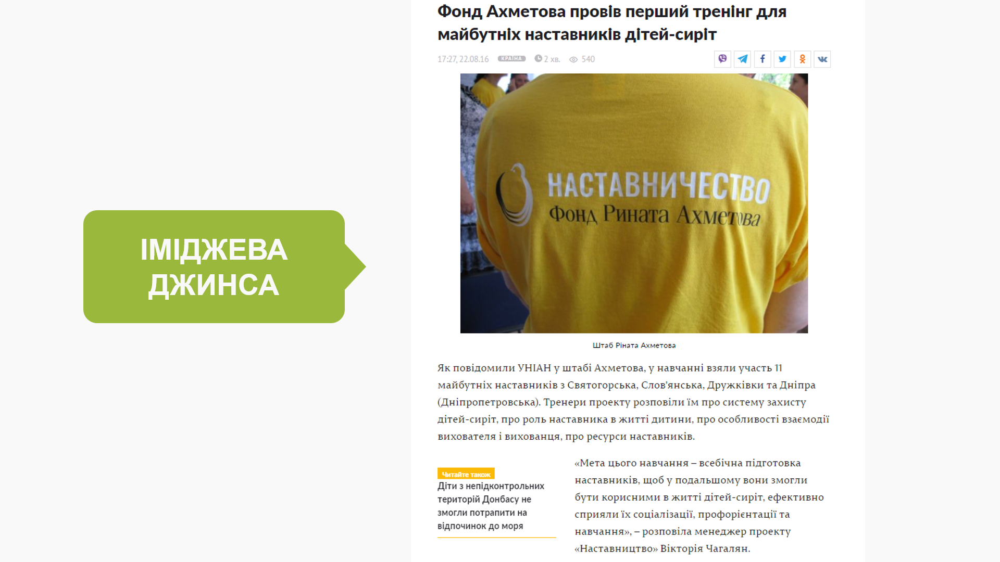 Фонд Ахметова провів перший тренінг для
майбутніх наставників дітей-сиріт
17:27, 22.08.16 КРАЇНА 2 хв. 540
НАСТАВНИЧЕСТВО
Фонд Рината Ахметова
ІМІДЖЕВА
ДЖИНСА
Штаб Ріната Ахметова
Як повідомили УНІАН у штабі Ахметова, у навчанні взяли участь 11
майбутніх наставників з Святогорська, Слов'янська, Дружківки та Дніпра
(Дніпропетровська). Тренери проекту розповіли їм про систему захисту
дітей-сиріт, про роль наставника в житті дитини, про особливості взаємодії
вихователя і вихованця, про ресурси наставників.
Читайте також
Діти з непідконтрольних
територій Донбасу не
змогли потрапити на
відпочинок до моря
«Мета цього навчання – всебічна підготовка
наставників, щоб у подальшому вони змогли
бути корисними в житті дітей-сиріт, ефективно
сприяли їх соціалізації, профорієнтації та
навчання», – розповіла менеджер проекту
«Наставництво» Вікторія Чагалян.